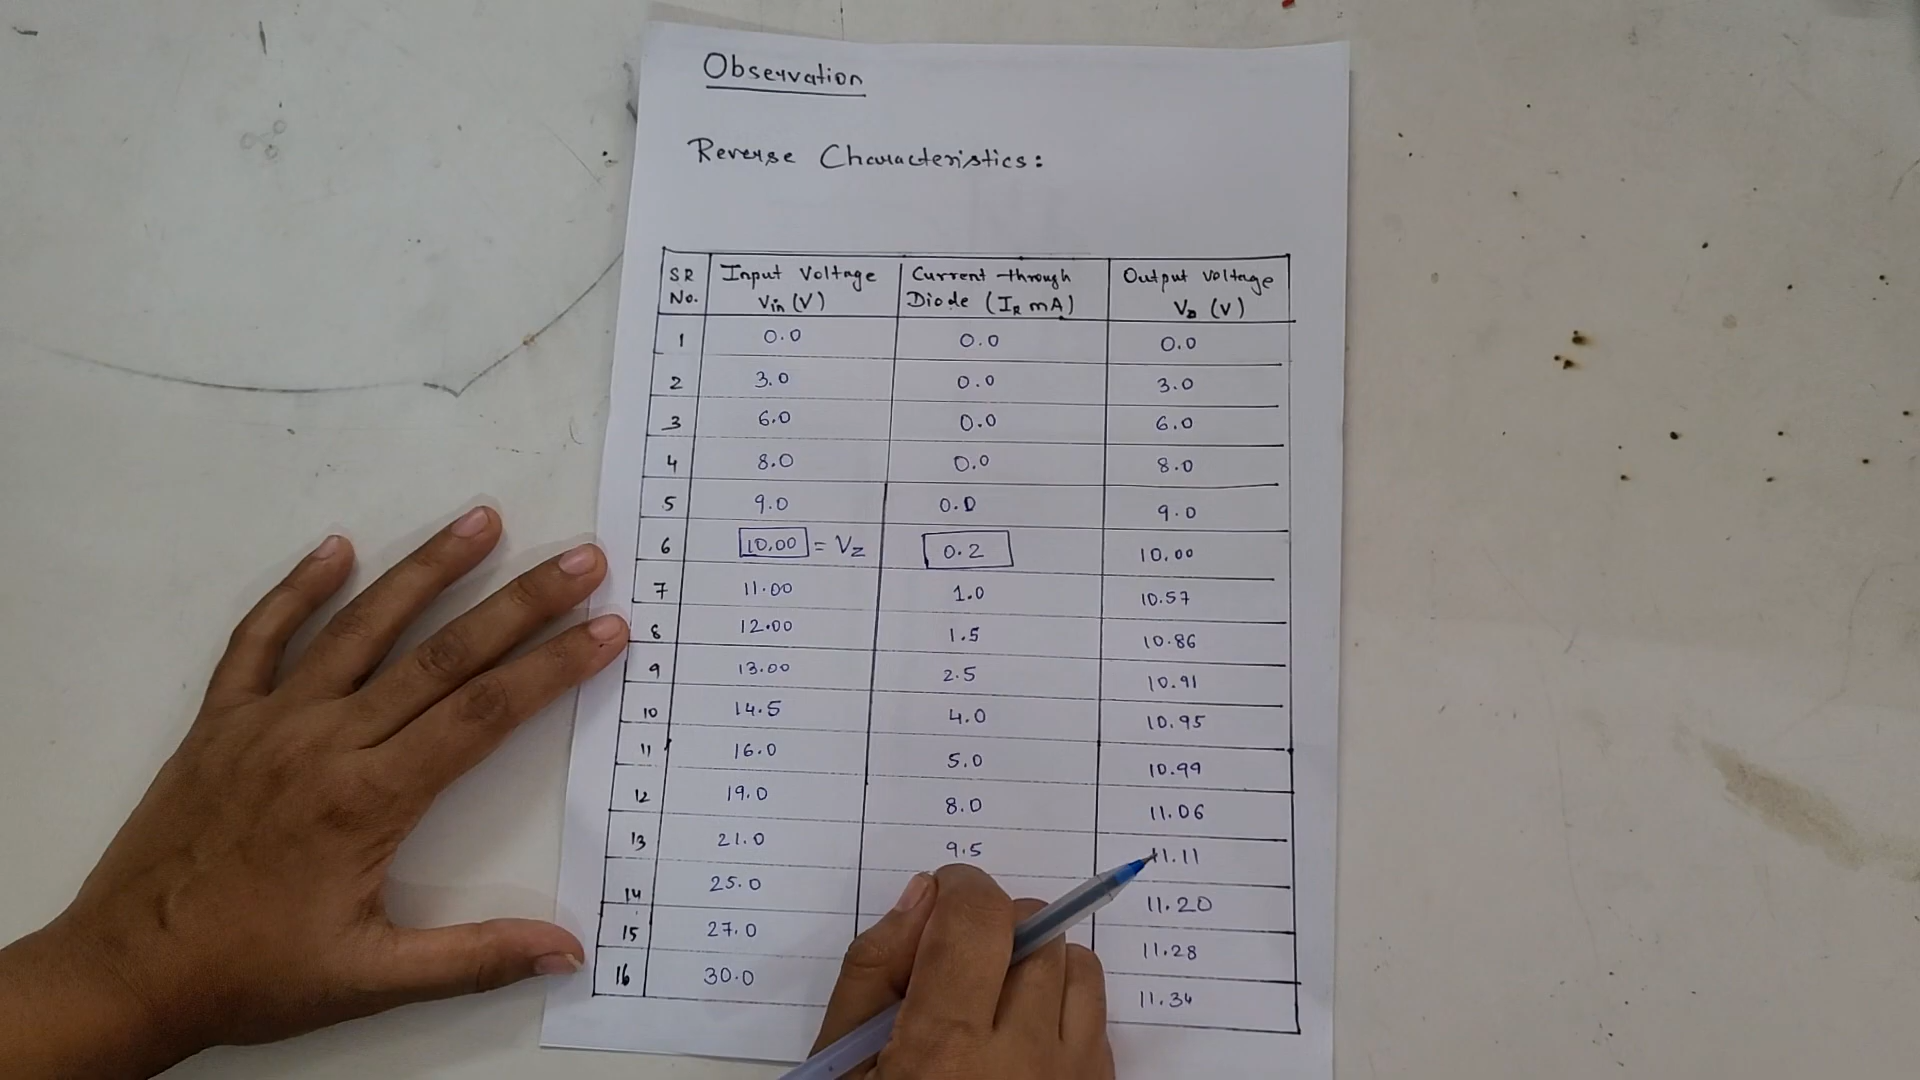 Observation
Reverse Characteristics:
SR No. Input Voltage Vin (V) Current through Diode (IR mA) Output Voltage VD (V)
1 0.0 0.0 0.0
2 3.0 0.0 3.0
3 6.0 0.0 6.0
4 8.0 0.0 8.0
5 9.0 0.0 9.0
6 10.00 = VZ 0.2 10.00
7 11.00 1.0 10.57
8 12.00 1.5 10.86
9 13.00 2.5 10.91
10 14.5 4.0 10.95
11 16.0 5.0 10.99
12 19.0 8.0 11.06
13 21.0 9.5 11.11
14 25.0 11.20
15 27.0 11.28
16 30.0 11.34